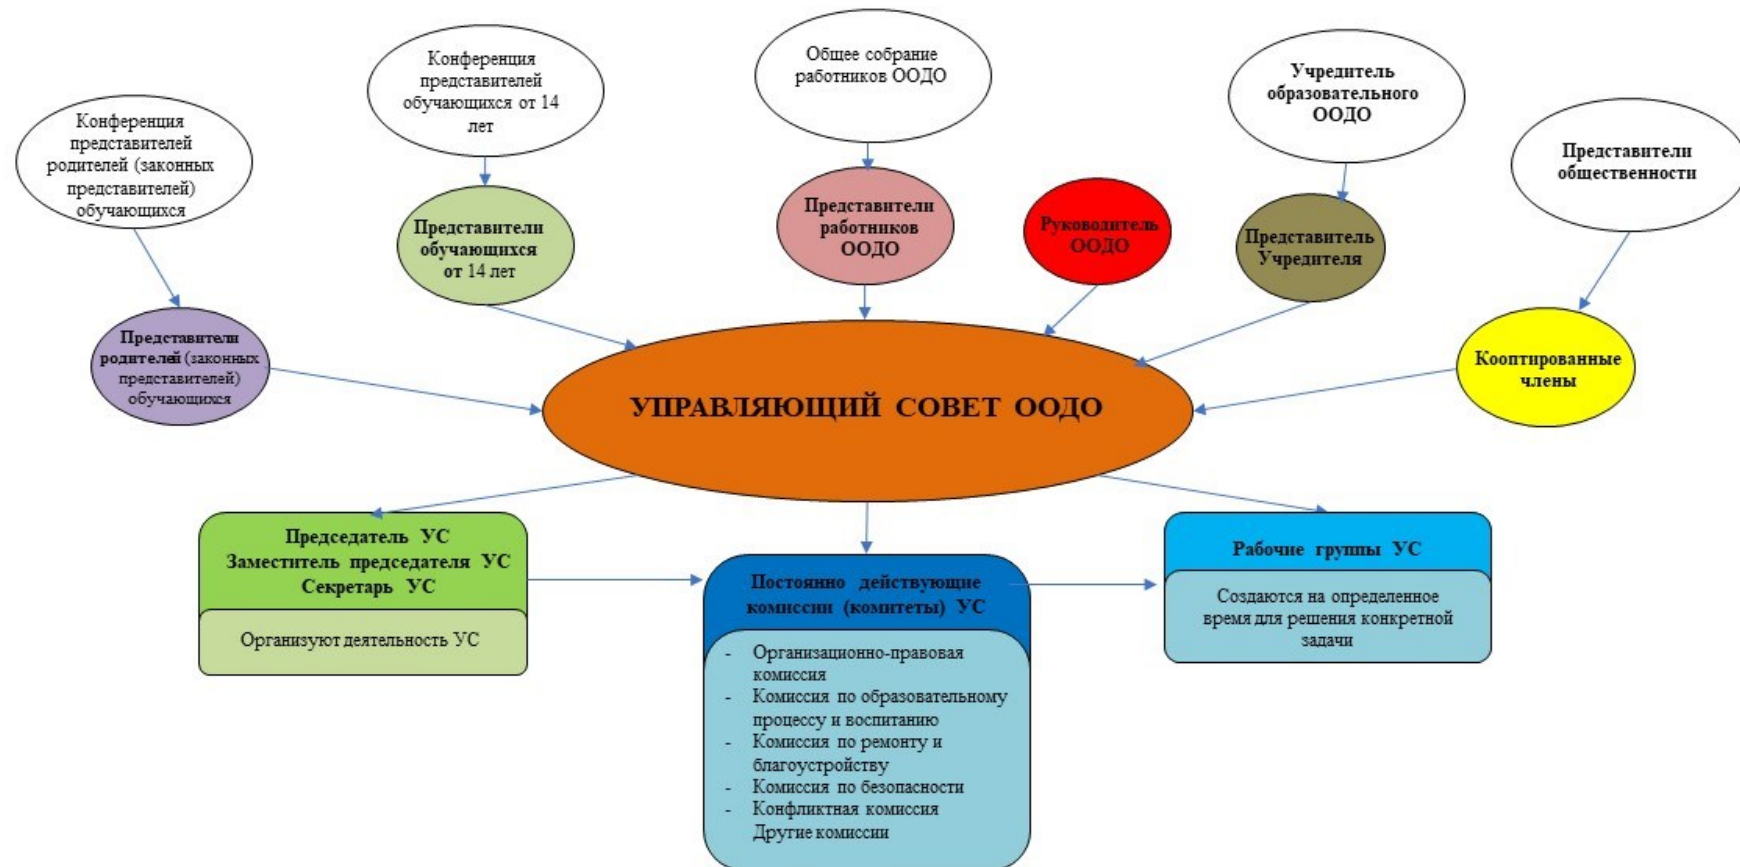 Конференция
представителей
родителей (законных
представителей)
обучающихся
Конференция
представителей
обучающихся от 14
лет
Общее собрание
работников ООДО
Учредитель
образовательного
ООДО
Представители
общественности
Представители
обучающихся
от 14 лет
Представители
работников
ООДО
Руководитель
ООДО
Представитель
Учредителя
Представители
родителей (законных
представителей)
обучающихся
Кооптированные
члены
УПРАВЛЯЮЩИЙ СОВЕТ ООДО
Председатель УС
Заместитель председателя УС
Секретарь УС
Организуют деятельность УС
Постоянно действующие
комиссии (комитеты) УС
- Организационно-правовая
комиссия
- Комиссия по образовательному
процессу и воспитанию
- Комиссия по ремонту и
благоустройству
- Комиссия по безопасности
- Конфликтная комиссия
Другие комиссии
Рабочие группы УС
Создаются на определенное
время для решения конкретной
задачи